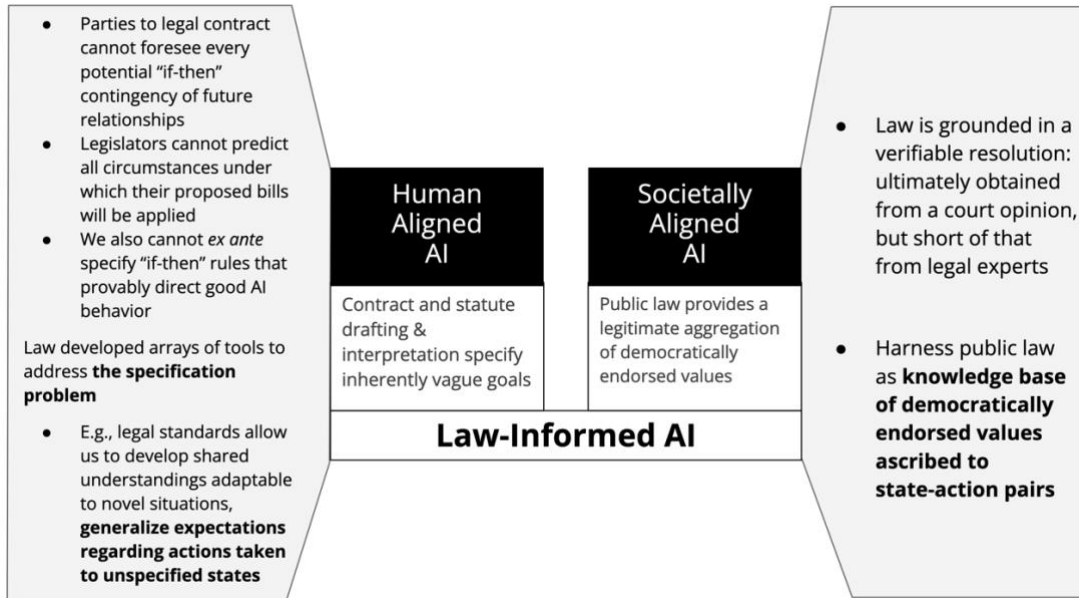 ● Parties to legal contract
cannot foresee every
potential “if-then”
contingency of future
relationships
● Legislators cannot predict
all circumstances under
which their proposed bills
will be applied
● We also cannot ex ante
specify “if-then” rules that
provably direct good AI
behavior
Law developed arrays of tools to
address the specification
problem
● E.g., legal standards allow
us to develop shared
understandings adaptable
to novel situations,
generalize expectations
regarding actions taken
to unspecified states
Human
Aligned
AI
Contract and statute
drafting &
interpretation specify
inherently vague goals
Societally
Aligned
AI
Public law provides a
legitimate aggregation
of democratically
endorsed values
Law-Informed AI
● Law is grounded in a
verifiable resolution:
ultimately obtained
from a court opinion,
but short of that
from legal experts
● Harness public law
as knowledge base
of democratically
endorsed values
ascribed to
state-action pairs